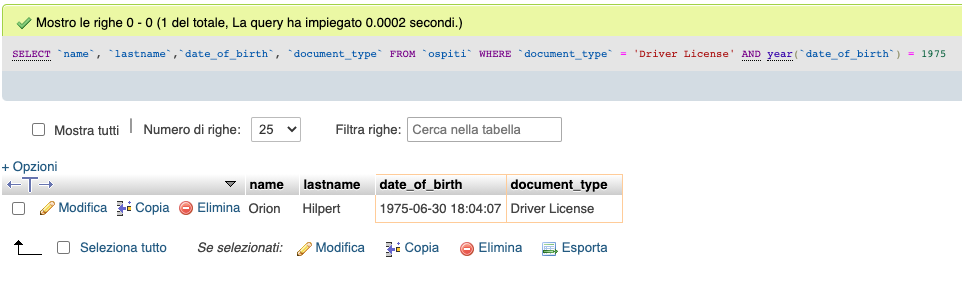 Mostro le righe 0 - 0 (1 del totale, La query ha impiegato 0.0002 secondi.)
SELECT `name`, `lastname`,`date_of_birth`, `document_type` FROM `ospiti` WHERE `document_type` = 'Driver License' AND year(`date_of_birth`) = 1975
Mostra tutti | Numero di righe: 25 Filtra righe: Cerca nella tabella
+ Opzioni
←T→ name lastname date_of_birth document_type
Modifica Copia Elimina Orion Hilpert 1975-06-30 18:04:07 Driver License
Seleziona tutto Se selezionati: Modifica Copia Elimina Esporta